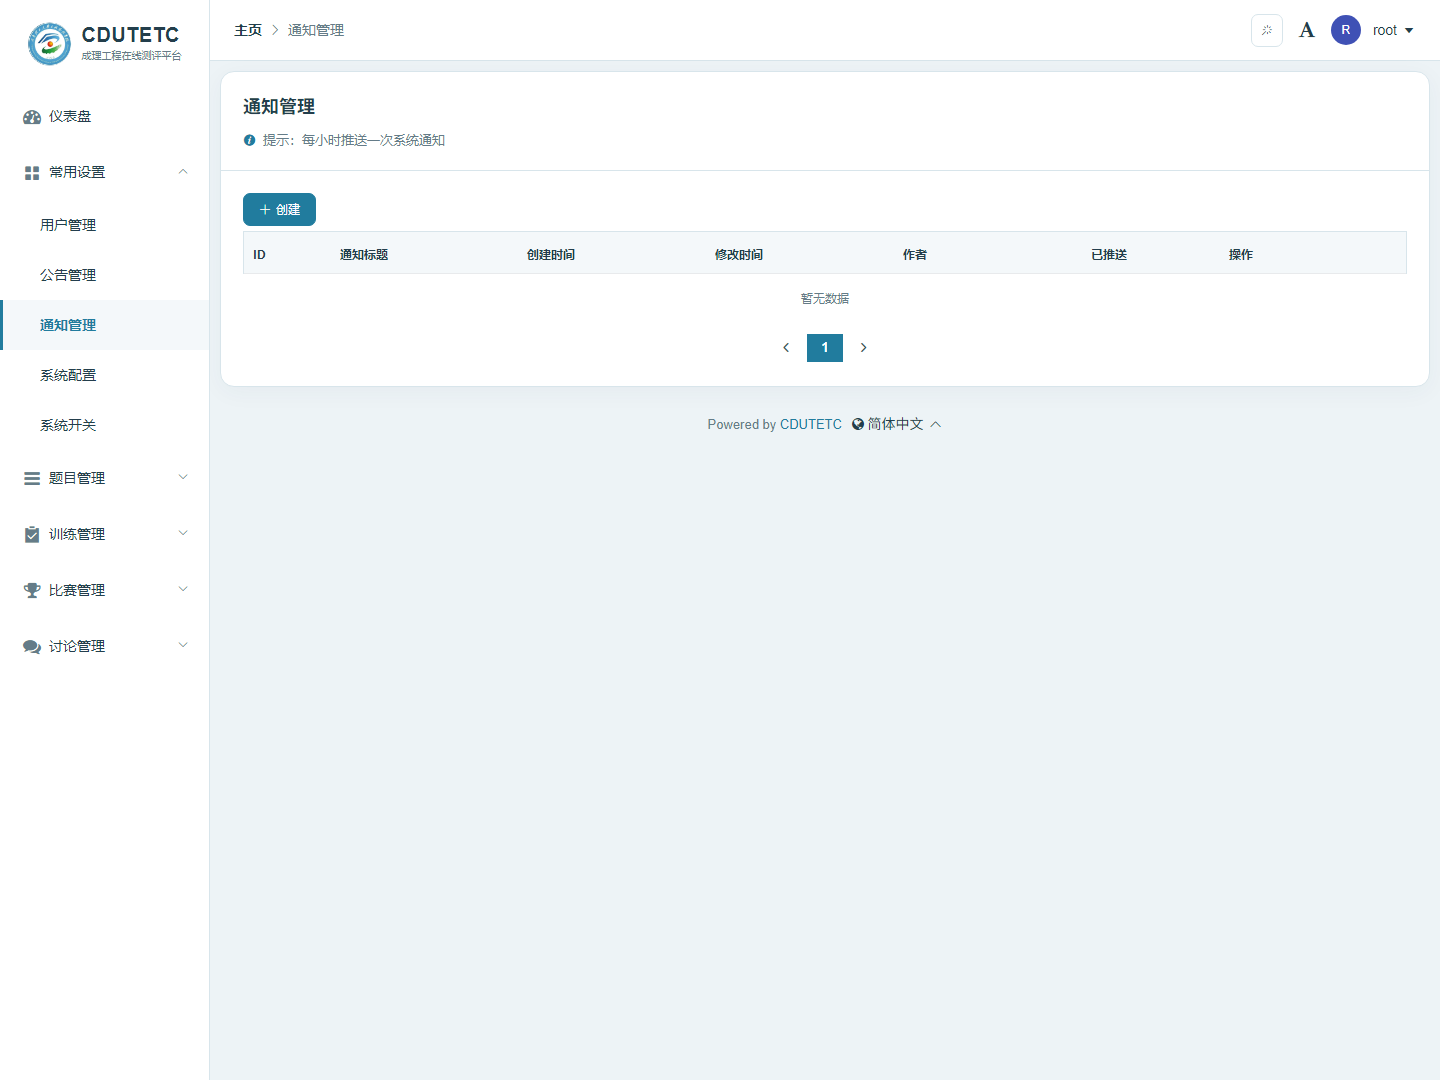 CDUTETC
成理工程在线测评平台
仪表盘
常用设置
用户管理
公告管理
通知管理
系统配置
系统开关
题目管理
训练管理
比赛管理
讨论管理
主页 通知管理
A R root
通知管理
提示：每小时推送一次系统通知
创建
ID 通知标题 创建时间 修改时间 作者 已推送 操作
暂无数据
1
Powered by CDUTETC 简体中文